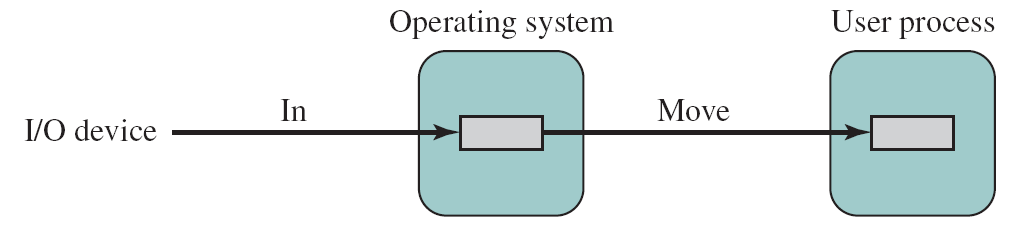 Operating system
User process
I/O device
In
Move